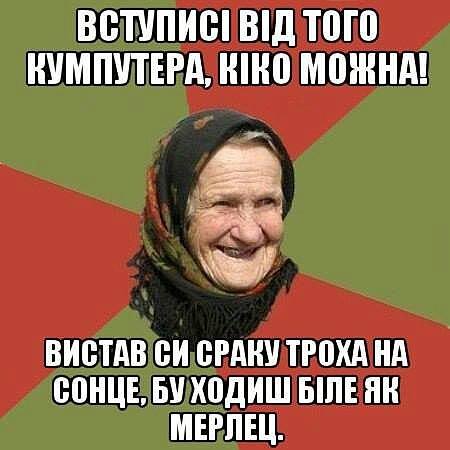 ВСТУПИСІ ВІД ТОГО
КУМПУТЕРА, КІКО МОЖНА!
ВИСТАВ СИ СРАКУ ТРОХА НА
СОНЦЕ, БУ ХОДИШ БІЛЕ ЯК
МЕРЛЕЦ.